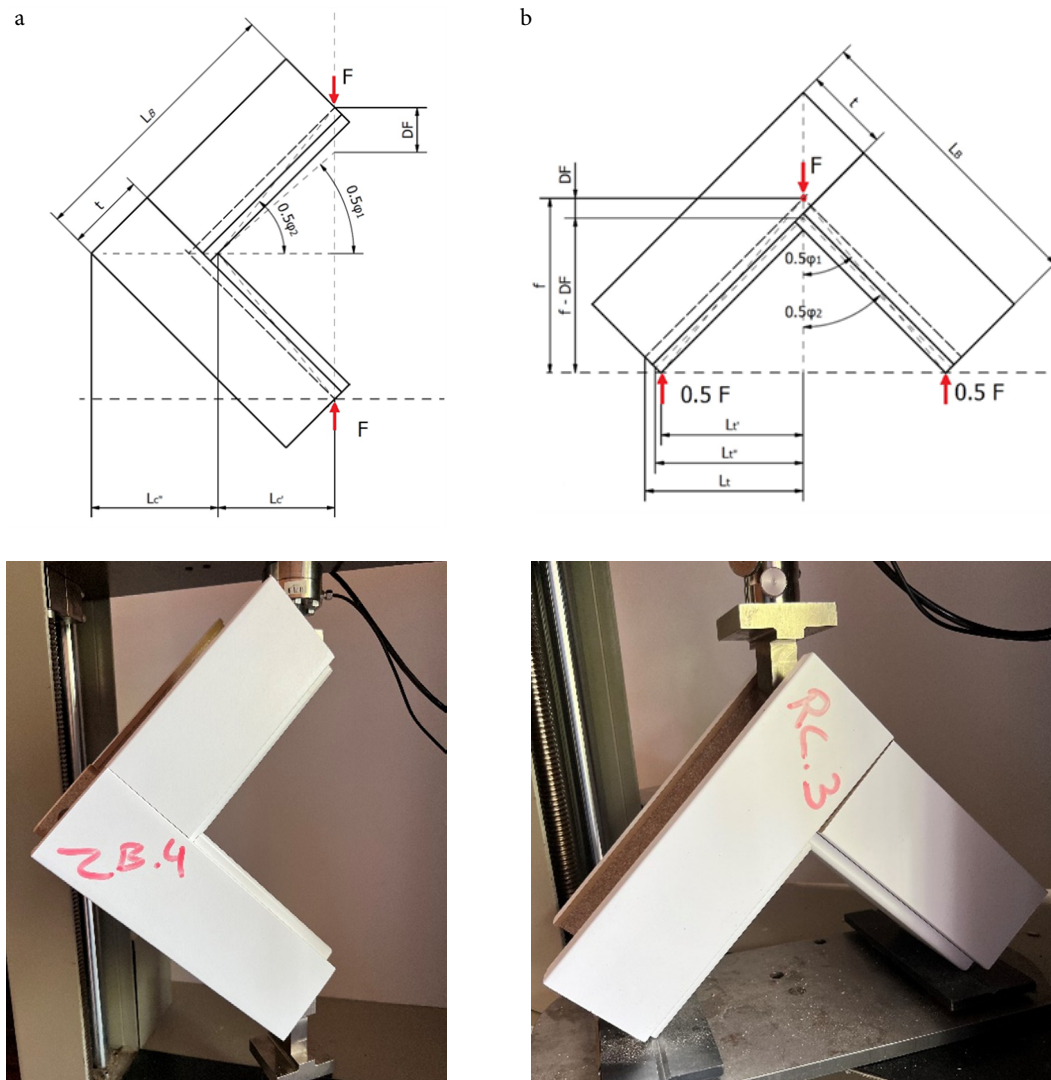 a
b
F
DF
LB
t
0.5φ1
0.5φ2
F
Lc"
Lc'
F
t
LB
DF
f
f - DF
0.5φ1
0.5φ2
0.5 F
0.5 F
Lt'
Lt"
Lt
ZB.4
RC.3